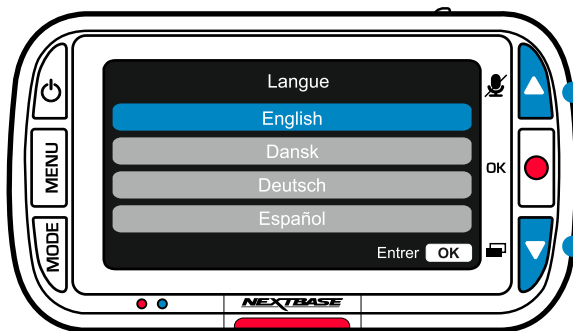 Langue
English
Dansk
Deutsch
Español
Entrer OK
MENU
MODE
OK
NEXTBASE